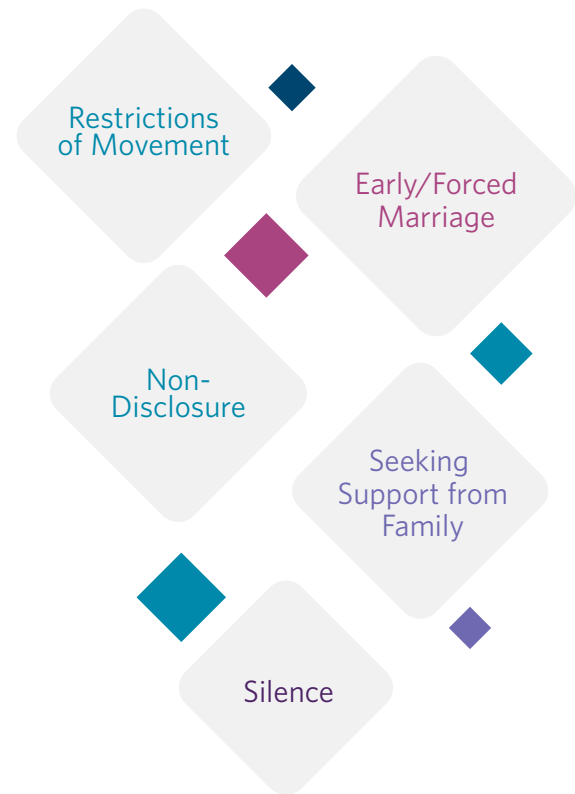 Restrictions
of Movement
Early/Forced
Marriage
Non-
Disclosure
Seeking
Support from
Family
Silence